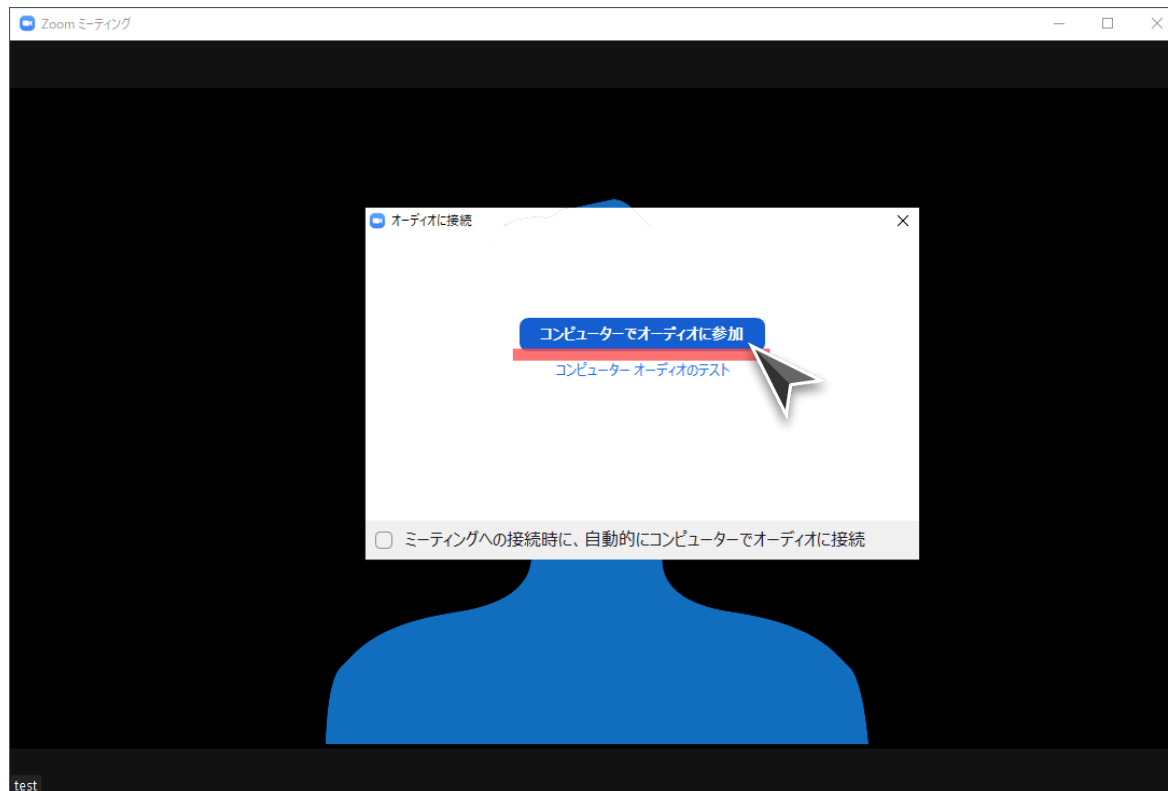 Zoom ミーティング
オーディオに接続
コンピューターでオーディオに参加
コンピューター オーディオのテスト
ミーティングへの接続時に、自動的にコンピューターでオーディオに接続
test